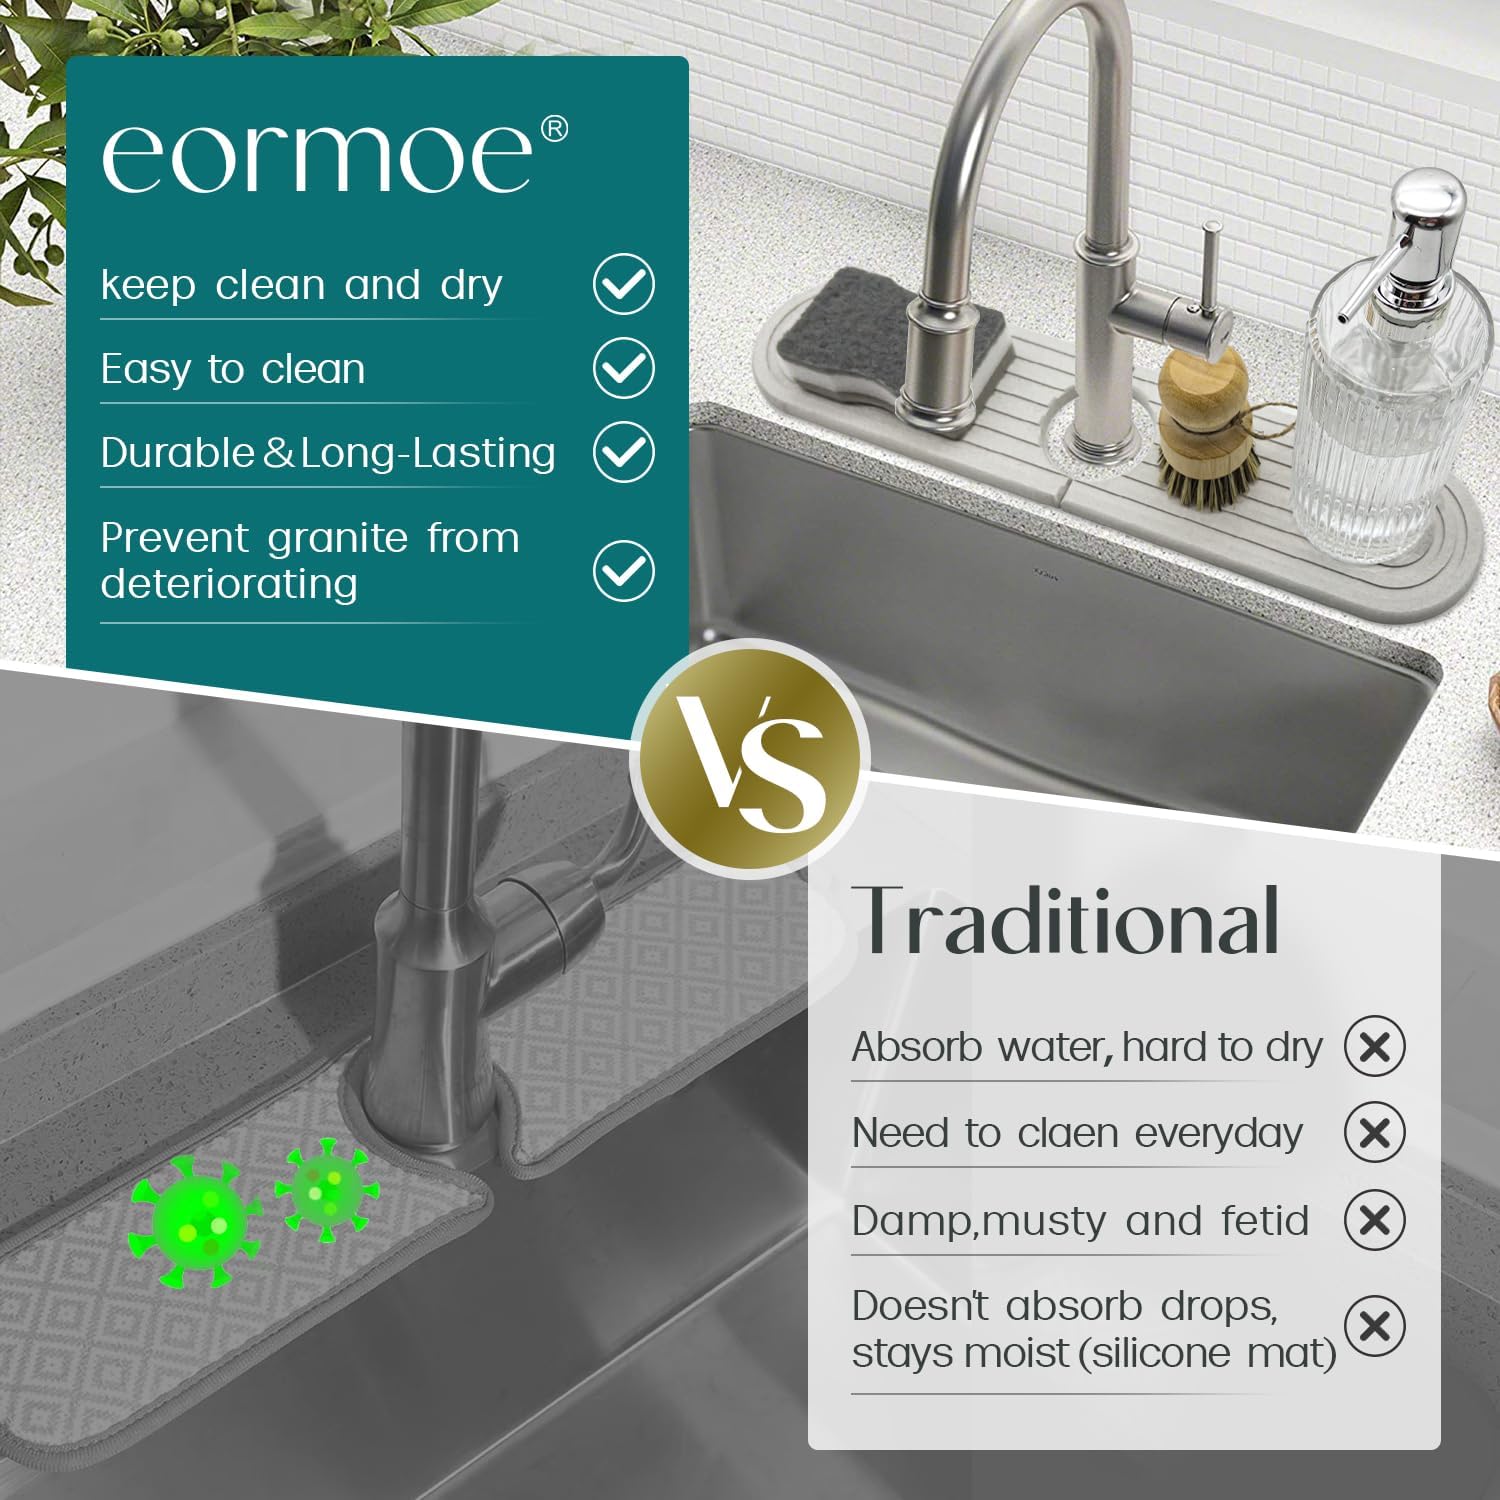 eormoe®
keep clean and dry
Easy to clean
Durable & Long-Lasting
Prevent granite from
deteriorating
V'S
Traditional
Absorb water, hard to dry
Need to claen everyday
Damp,musty and fetid
Doesn't absorb drops,
stays moist (silicone mat)